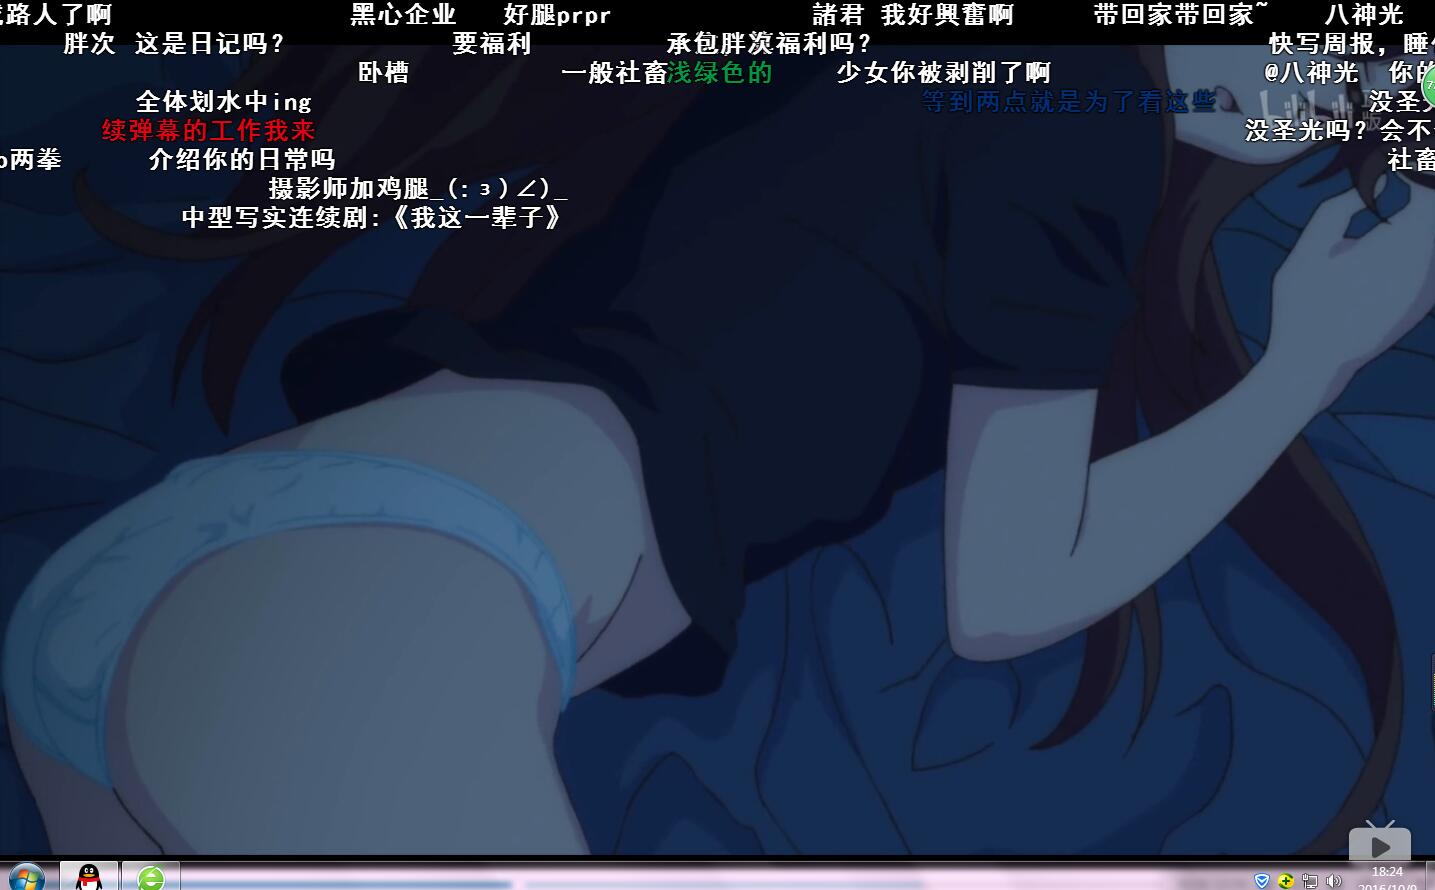 路人了啊 黑心企业 好腿prpr 諸君 我好興奮啊 带回家带回家~ 八神光
胖次 这是日记吗？ 要福利 承包胖次福利吗？ 快写周报，睡
卧槽 一般社畜 浅绿色的 少女你被剥削了啊 @八神光 你的
全体划水中ing 等到两点就是为了看这些 没圣光
续弹幕的工作我来 没圣光吗？会不
o两拳 介绍你的日常吗 社畜
摄影师加鸡腿_(:з)∠)_
中型写实连续剧：《我这一辈子》
18:24
2016/10/9